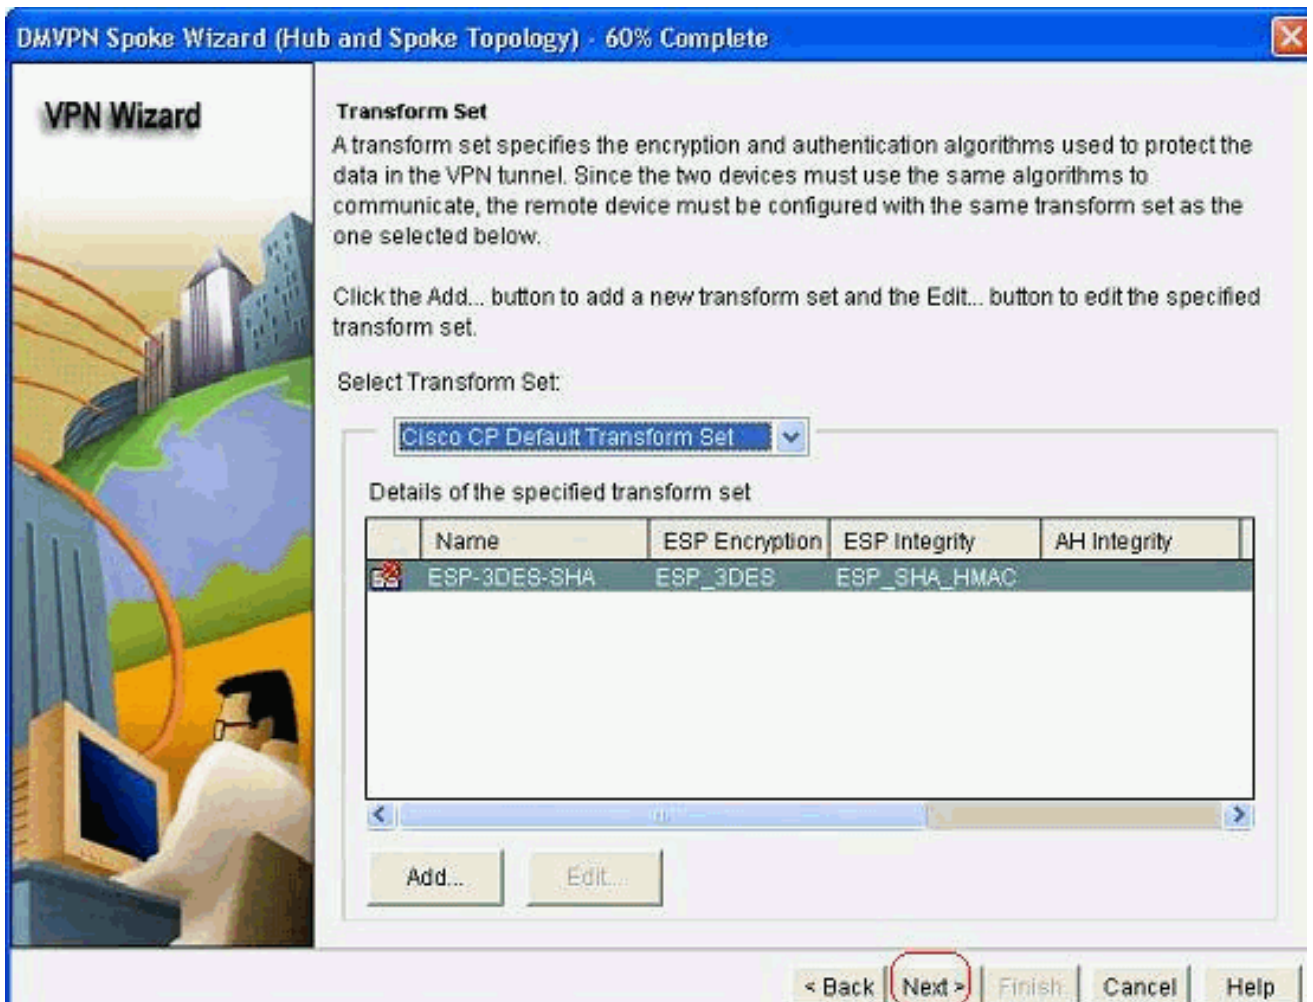 DMVPN Spoke Wizard (Hub and Spoke Topology) - 60% Complete
VPN Wizard
Transform Set
A transform set specifies the encryption and authentication algorithms used to protect the
data in the VPN tunnel. Since the two devices must use the same algorithms to
communicate, the remote device must be configured with the same transform set as the
one selected below.
Click the Add... button to add a new transform set and the Edit... button to edit the specified
transform set.
Select Transform Set:
Cisco CP Default Transform Set
Details of the specified transform set
Name ESP Encryption ESP Integrity AH Integrity
ESP-3DES-SHA ESP_3DES ESP_SHA_HMAC
Add... Edit...
< Back Next > Finish Cancel Help